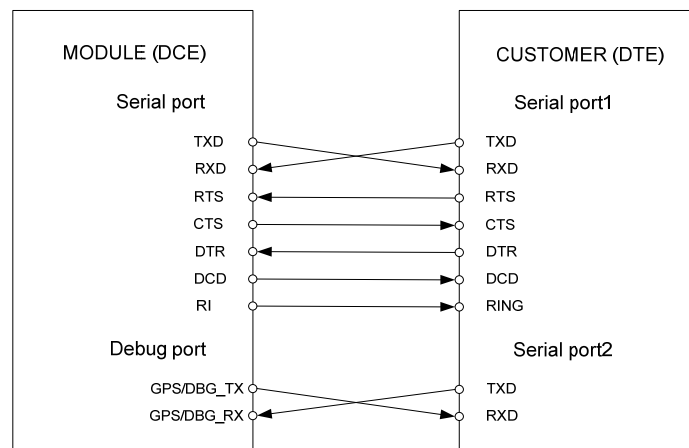 MODULE (DCE)
Serial port
TXD
RXD
RTS
CTS
DTR
DCD
RI
Debug port
GPS/DBG_TX
GPS/DBG_RX
CUSTOMER (DTE)
Serial port1
TXD
RXD
RTS
CTS
DTR
DCD
RING
Serial port2
TXD
RXD